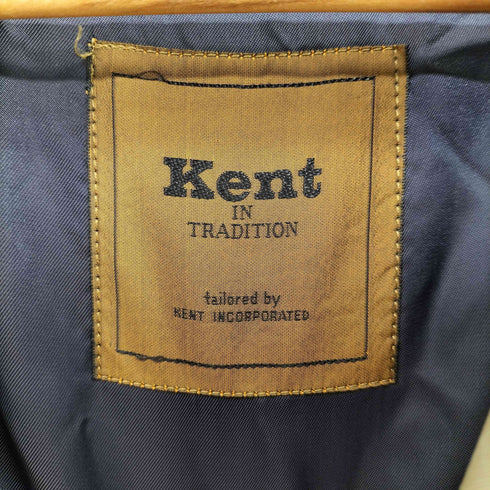 Kent
IN
TRADITION
tailored by
KENT INCORPORATED